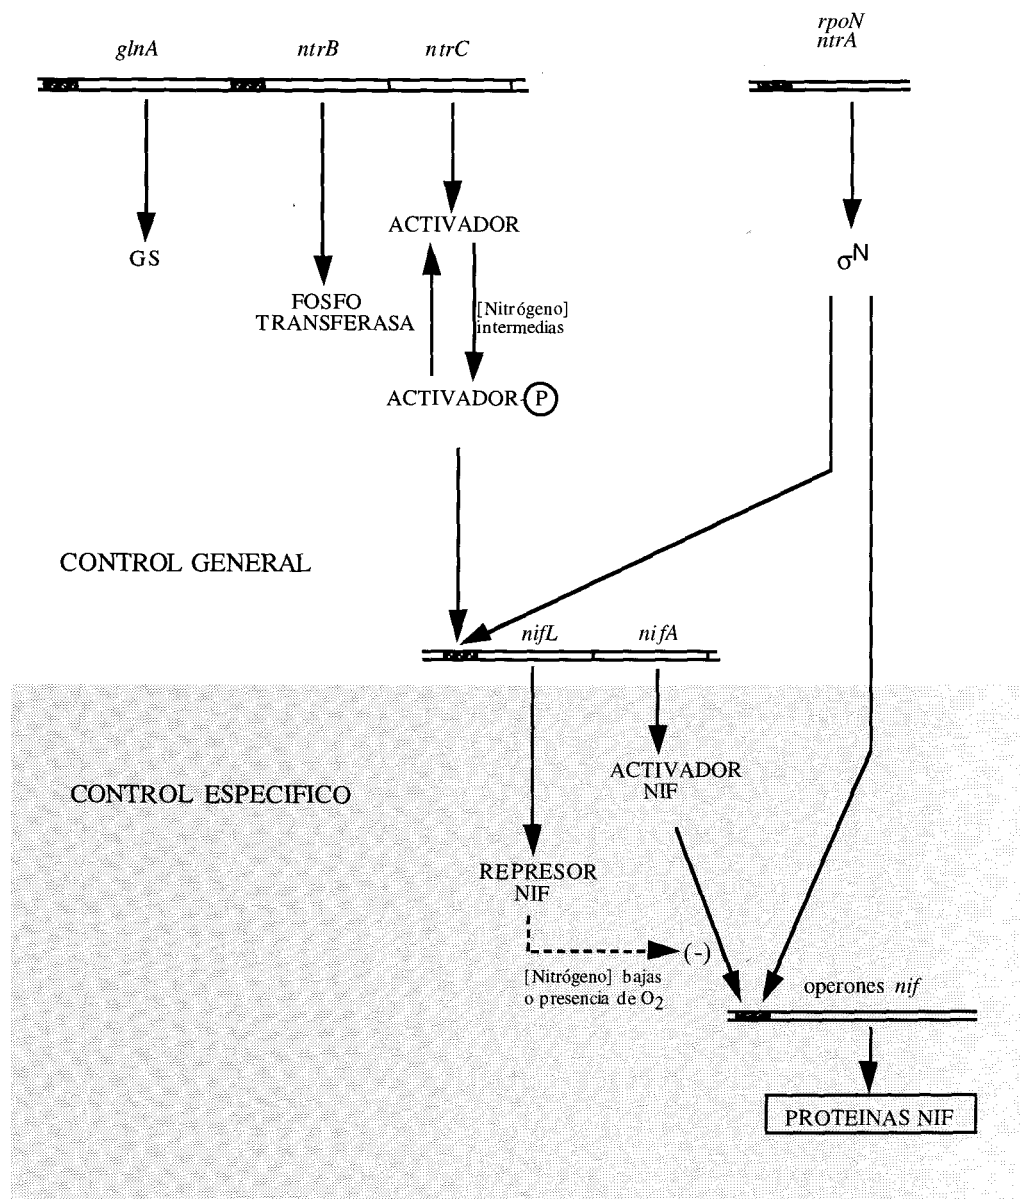 rpoN
glnA ntrB ntrC ntrA
ACTIVADOR
GS
σN
FOSFO
TRANSFERASA
[Nitrógeno]
intermedias
ACTIVADOR-P
CONTROL GENERAL
nifL nifA
CONTROL ESPECIFICO
ACTIVADOR
NIF
REPRESOR
NIF
(-)
[Nitrógeno] bajas
o presencia de O2
operones nif
PROTEINAS NIF